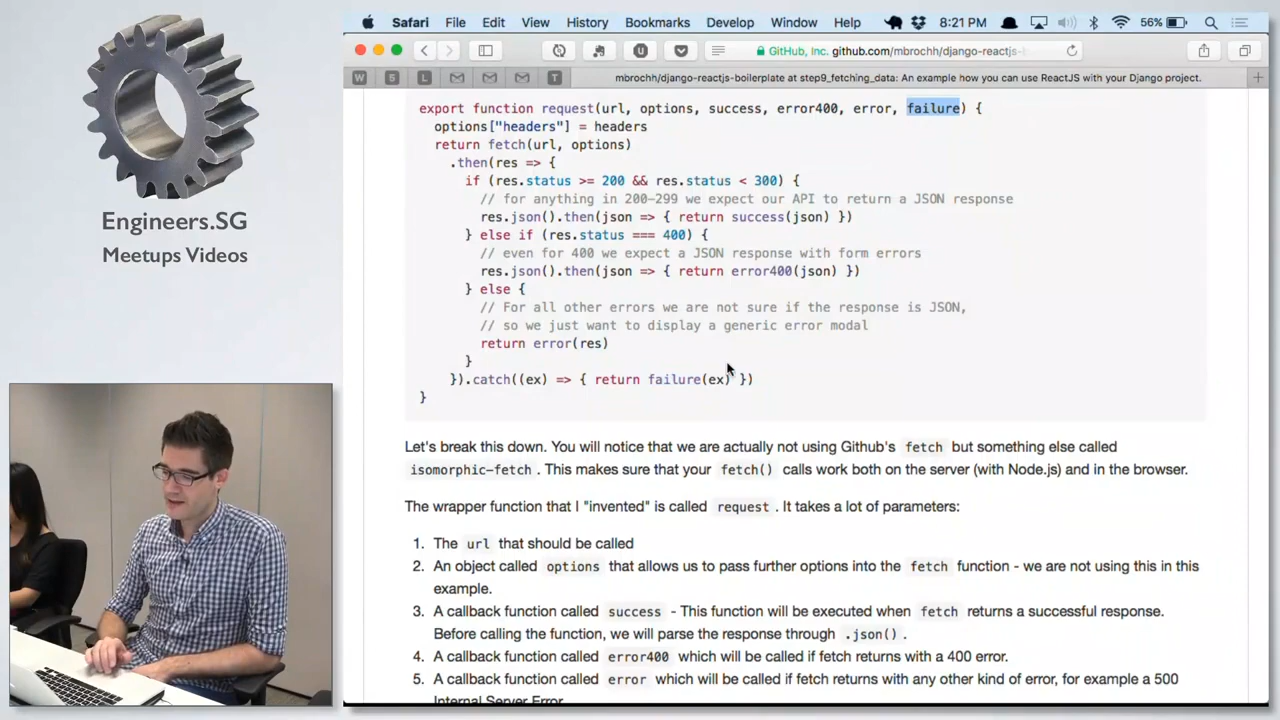 Safari File Edit View History Bookmarks Develop Window Help 8:21 PM 56%
GitHub, Inc. github.com/mbrochh/django-reactjs-
W 5 L T mbrochh/django-reactjs-boilerplate at step9_fetching_data: An example how you can use ReactJS with your Django project.
Engineers.SG
Meetups Videos
export function request(url, options, success, error400, error, failure) {
options["headers"] = headers
return fetch(url, options)
.then(res => {
if (res.status >= 200 && res.status < 300) {
// for anything in 200-299 we expect our API to return a JSON response
res.json().then(json => { return success(json) })
} else if (res.status === 400) {
// even for 400 we expect a JSON response with form errors
res.json().then(json => { return error400(json) })
} else {
// For all other errors we are not sure if the response is JSON,
// so we just want to display a generic error modal
return error(res)
}
}).catch((ex) => { return failure(ex) })
}
Let's break this down. You will notice that we are actually not using Github's fetch but something else called
isomorphic-fetch . This makes sure that your fetch() calls work both on the server (with Node.js) and in the browser.
The wrapper function that I "invented" is called request . It takes a lot of parameters:
1. The url that should be called
2. An object called options that allows us to pass further options into the fetch function - we are not using this in this
example.
3. A callback function called success - This function will be executed when fetch returns a successful response.
Before calling the function, we will parse the response through .json() .
4. A callback function called error400 which will be called if fetch returns with a 400 error.
5. A callback function called error which will be called if fetch returns with any other kind of error, for example a 500
Internal Server Error.